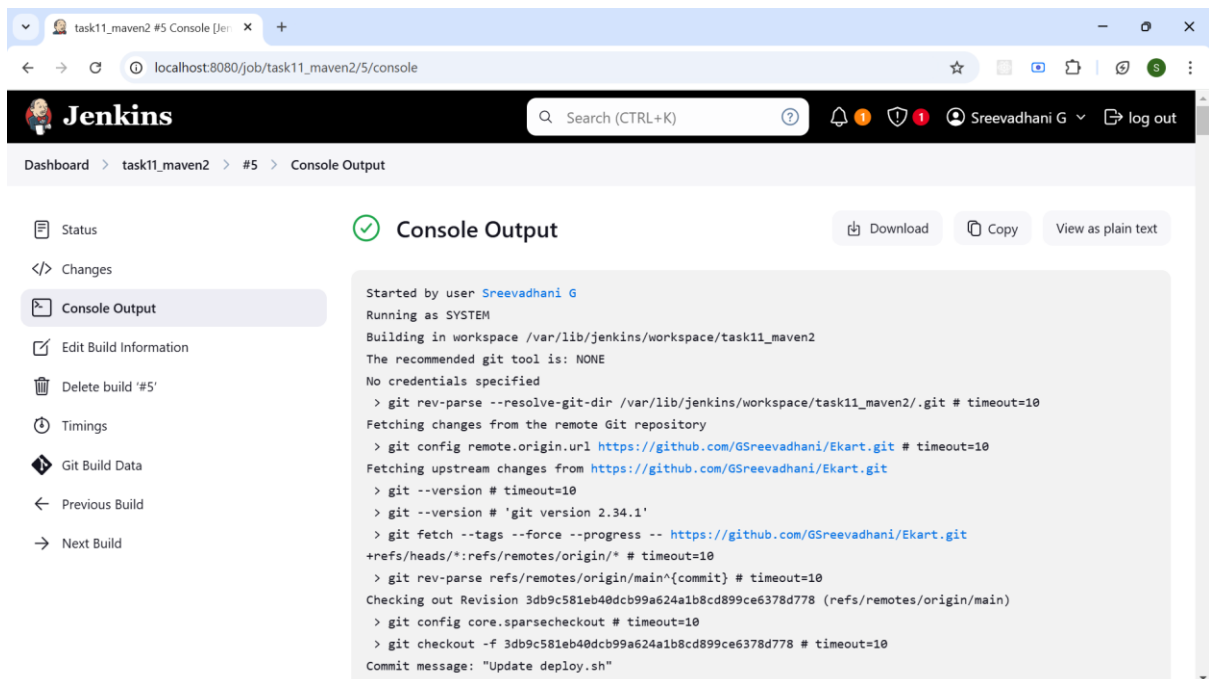 task11_maven2 #5 Console [Jen
localhost:8080/job/task11_maven2/5/console
S
Jenkins
Search (CTRL+K)
?
1
1
Sreevadhani G
log out
Dashboard > task11_maven2 > #5 > Console Output
Status
Changes
Console Output
Edit Build Information
Delete build '#5'
Timings
Git Build Data
Previous Build
Next Build
Console Output
Download
Copy
View as plain text
Started by user Sreevadhani G
Running as SYSTEM
Building in workspace /var/lib/jenkins/workspace/task11_maven2
The recommended git tool is: NONE
No credentials specified
> git rev-parse --resolve-git-dir /var/lib/jenkins/workspace/task11_maven2/.git # timeout=10
Fetching changes from the remote Git repository
> git config remote.origin.url https://github.com/GSreevadhani/Ekart.git # timeout=10
Fetching upstream changes from https://github.com/GSreevadhani/Ekart.git
> git --version # timeout=10
> git --version # 'git version 2.34.1'
> git fetch --tags --force --progress -- https://github.com/GSreevadhani/Ekart.git
+refs/heads/*:refs/remotes/origin/* # timeout=10
> git rev-parse refs/remotes/origin/main^{commit} # timeout=10
Checking out Revision 3db9c581eb40dcb99a624a1b8cd899ce6378d778 (refs/remotes/origin/main)
> git config core.sparsecheckout # timeout=10
> git checkout -f 3db9c581eb40dcb99a624a1b8cd899ce6378d778 # timeout=10
Commit message: "Update deploy.sh"